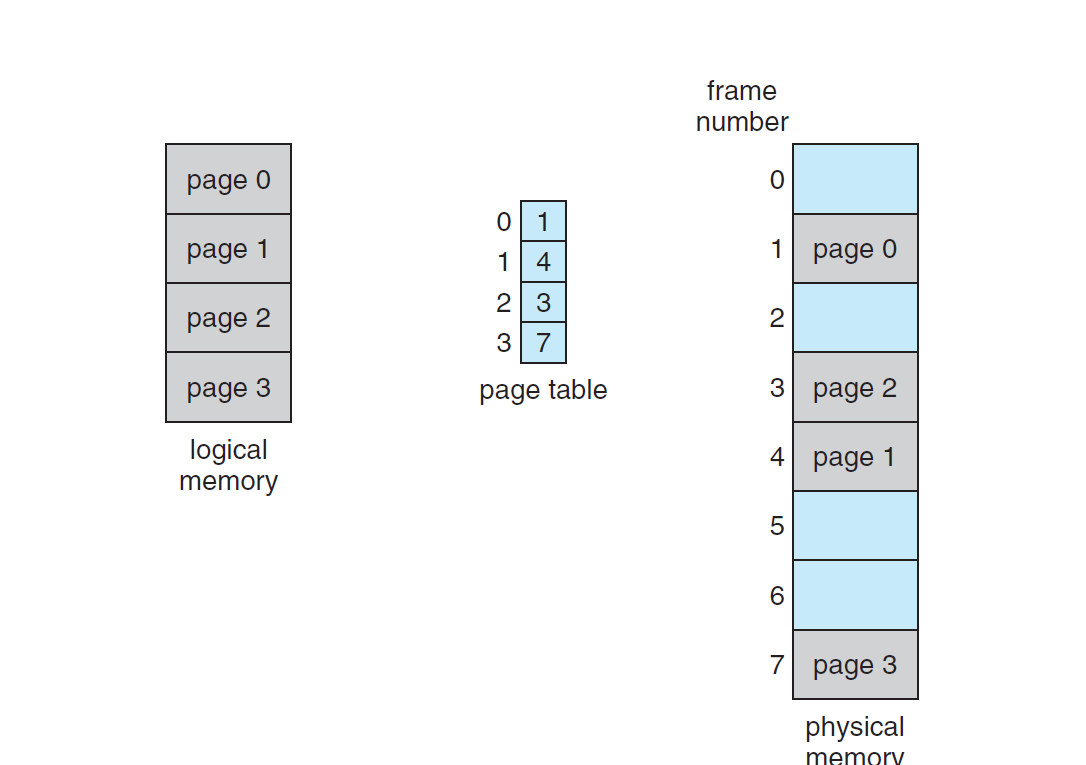 page 0
page 1
page 2
page 3
logical
memory
0 1
1 4
2 3
3 7
page table
frame
number
0
1 page 0
2
3 page 2
4 page 1
5
6
7 page 3
physical
memory